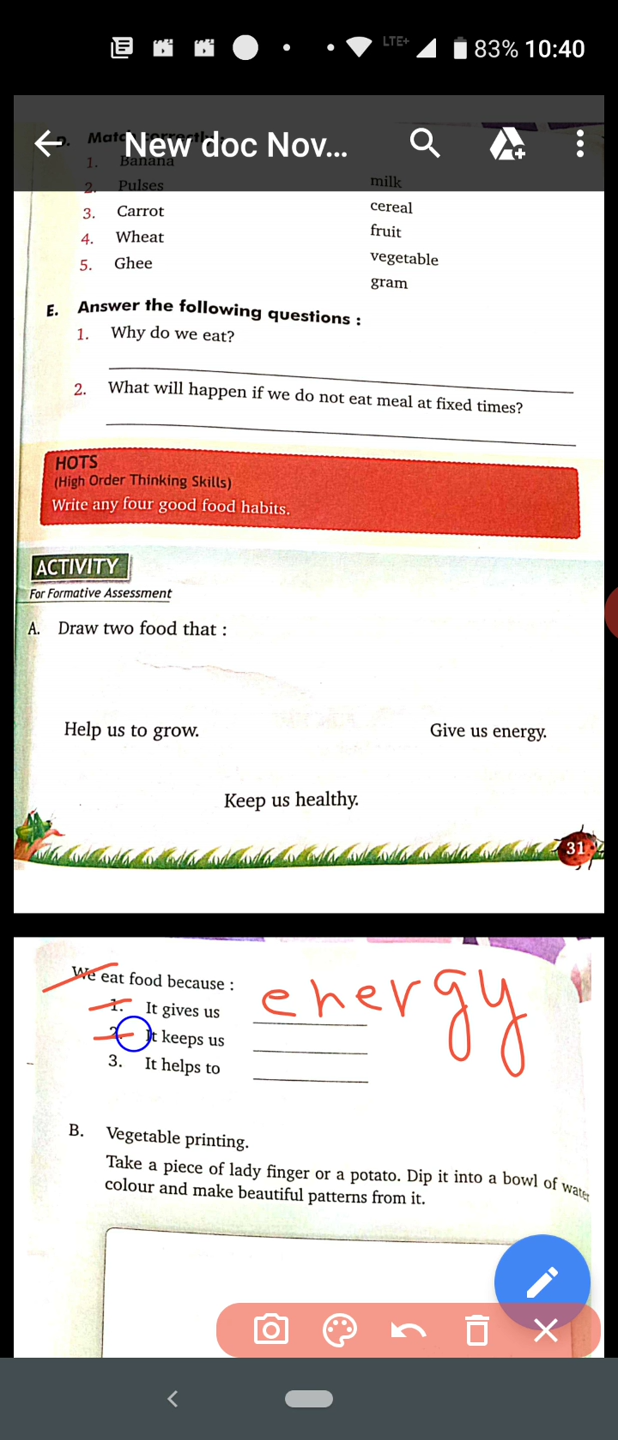 LTE+ 83% 10:40
New doc Nov...
1. Banana
2. Pulses milk
3. Carrot cereal
4. Wheat fruit
5. Ghee vegetable
gram
E. Answer the following questions :
1. Why do we eat?
2. What will happen if we do not eat meal at fixed times?
HOTS
(High Order Thinking Skills)
Write any four good food habits.
ACTIVITY
For Formative Assessment
A. Draw two food that :
Help us to grow. Give us energy.
Keep us healthy.
31
We eat food because :
1. It gives us energy
2. It keeps us
3. It helps to
B. Vegetable printing.
Take a piece of lady finger or a potato. Dip it into a bowl of water
colour and make beautiful patterns from it.